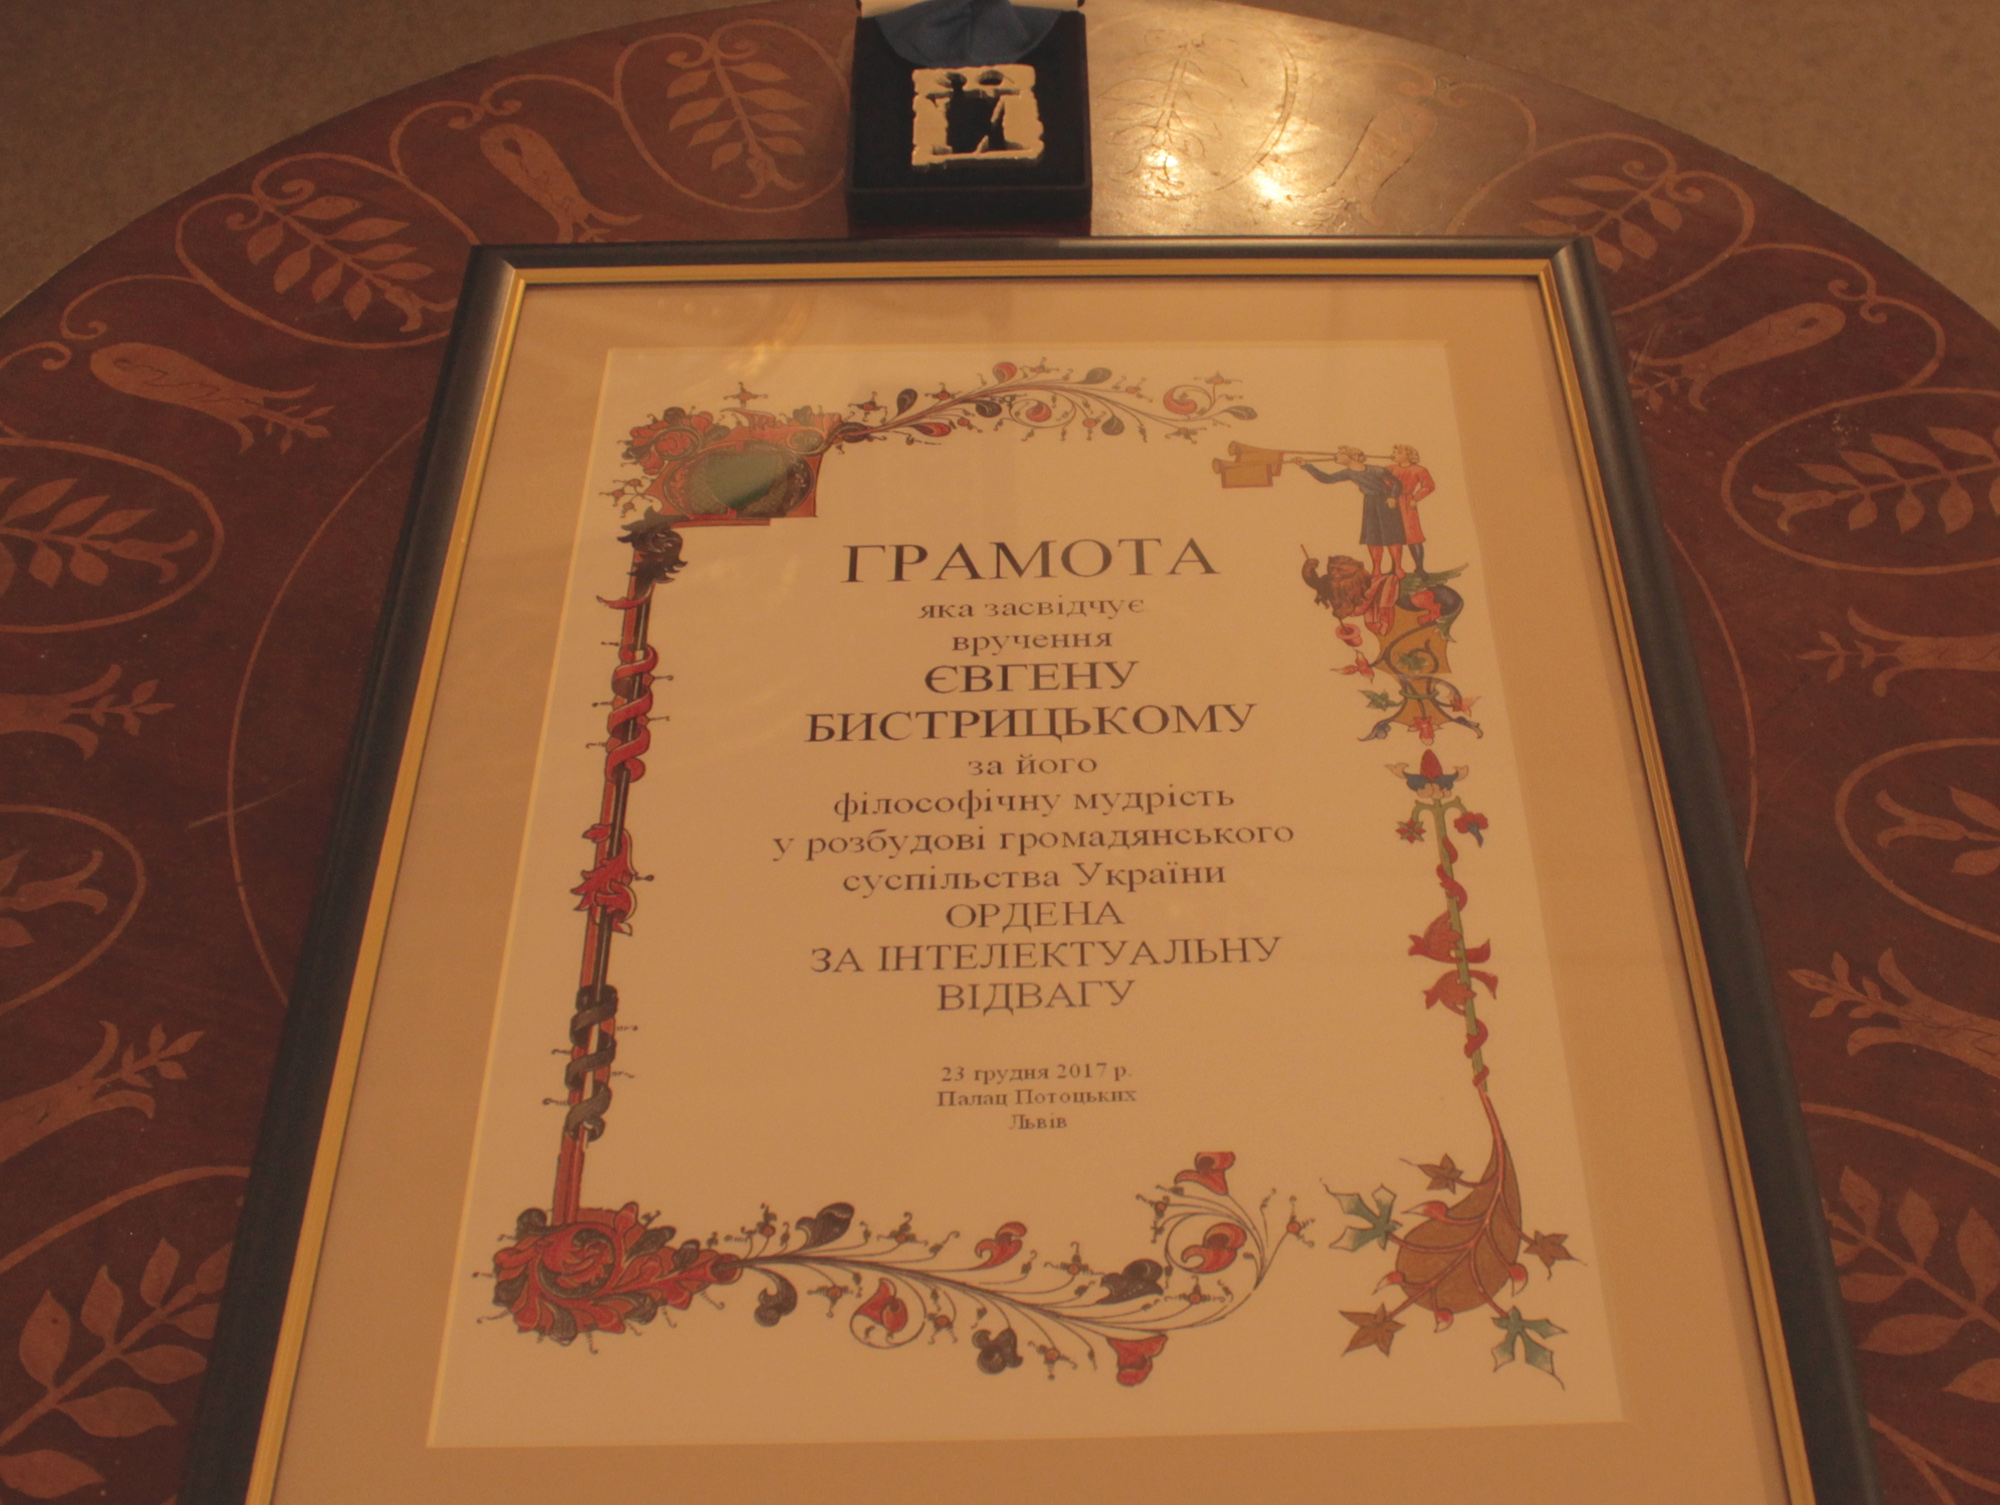 ГРАМОТА
яка засвідчує
вручення
ЄВГЕНУ
БИСТРИЦЬКОМУ
за його
філософічну мудрість
у розбудові громадянського
суспільства України
ОРДЕНА
ЗА ІНТЕЛЕКТУАЛЬНУ
ВІДВАГУ
23 грудня 2017 р.
Палац Потоцьких
Львів